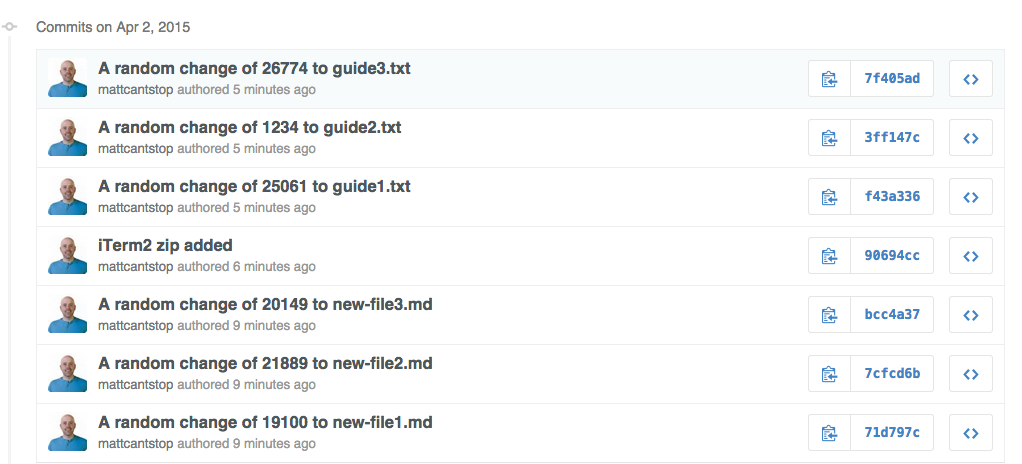 Commits on Apr 2, 2015
A random change of 26774 to guide3.txt
mattcantstop authored 5 minutes ago
7f405ad
A random change of 1234 to guide2.txt
mattcantstop authored 5 minutes ago
3ff147c
A random change of 25061 to guide1.txt
mattcantstop authored 5 minutes ago
f43a336
iTerm2 zip added
mattcantstop authored 6 minutes ago
90694cc
A random change of 20149 to new-file3.md
mattcantstop authored 9 minutes ago
bcc4a37
A random change of 21889 to new-file2.md
mattcantstop authored 9 minutes ago
7cfcd6b
A random change of 19100 to new-file1.md
mattcantstop authored 9 minutes ago
71d797c